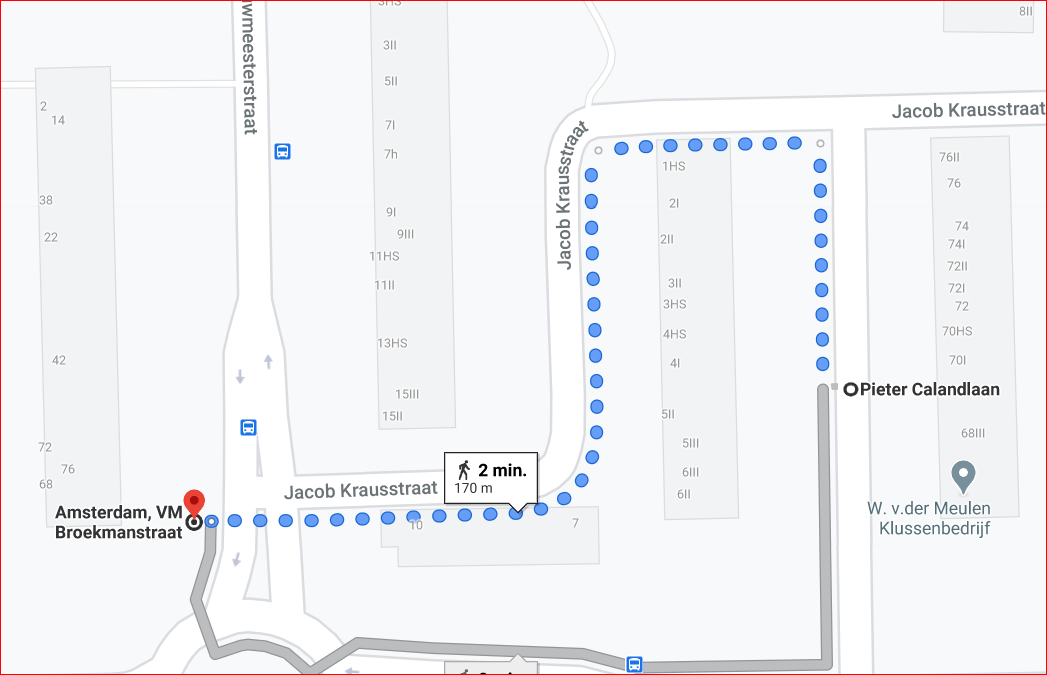 3HS
8II
wmeesterstraat
3II
5II
2
14
7I
7h
Jacob Krausstraat
Jacob Krausstraat
76II
76
1HS
38
22
9I
9III
2I
2II
74
74I
11HS
11II
72II
72I
72
3II
3HS
4HS
4I
13HS
70HS
70I
42
15III
15II
Pieter Calandlaan
5II
5III
68III
72
76
68
6III
6II
2 min.
170 m
Jacob Krausstraat
Amsterdam, VM
Broekmanstraat
10
7
W. v.der Meulen
Klussenbedrijf